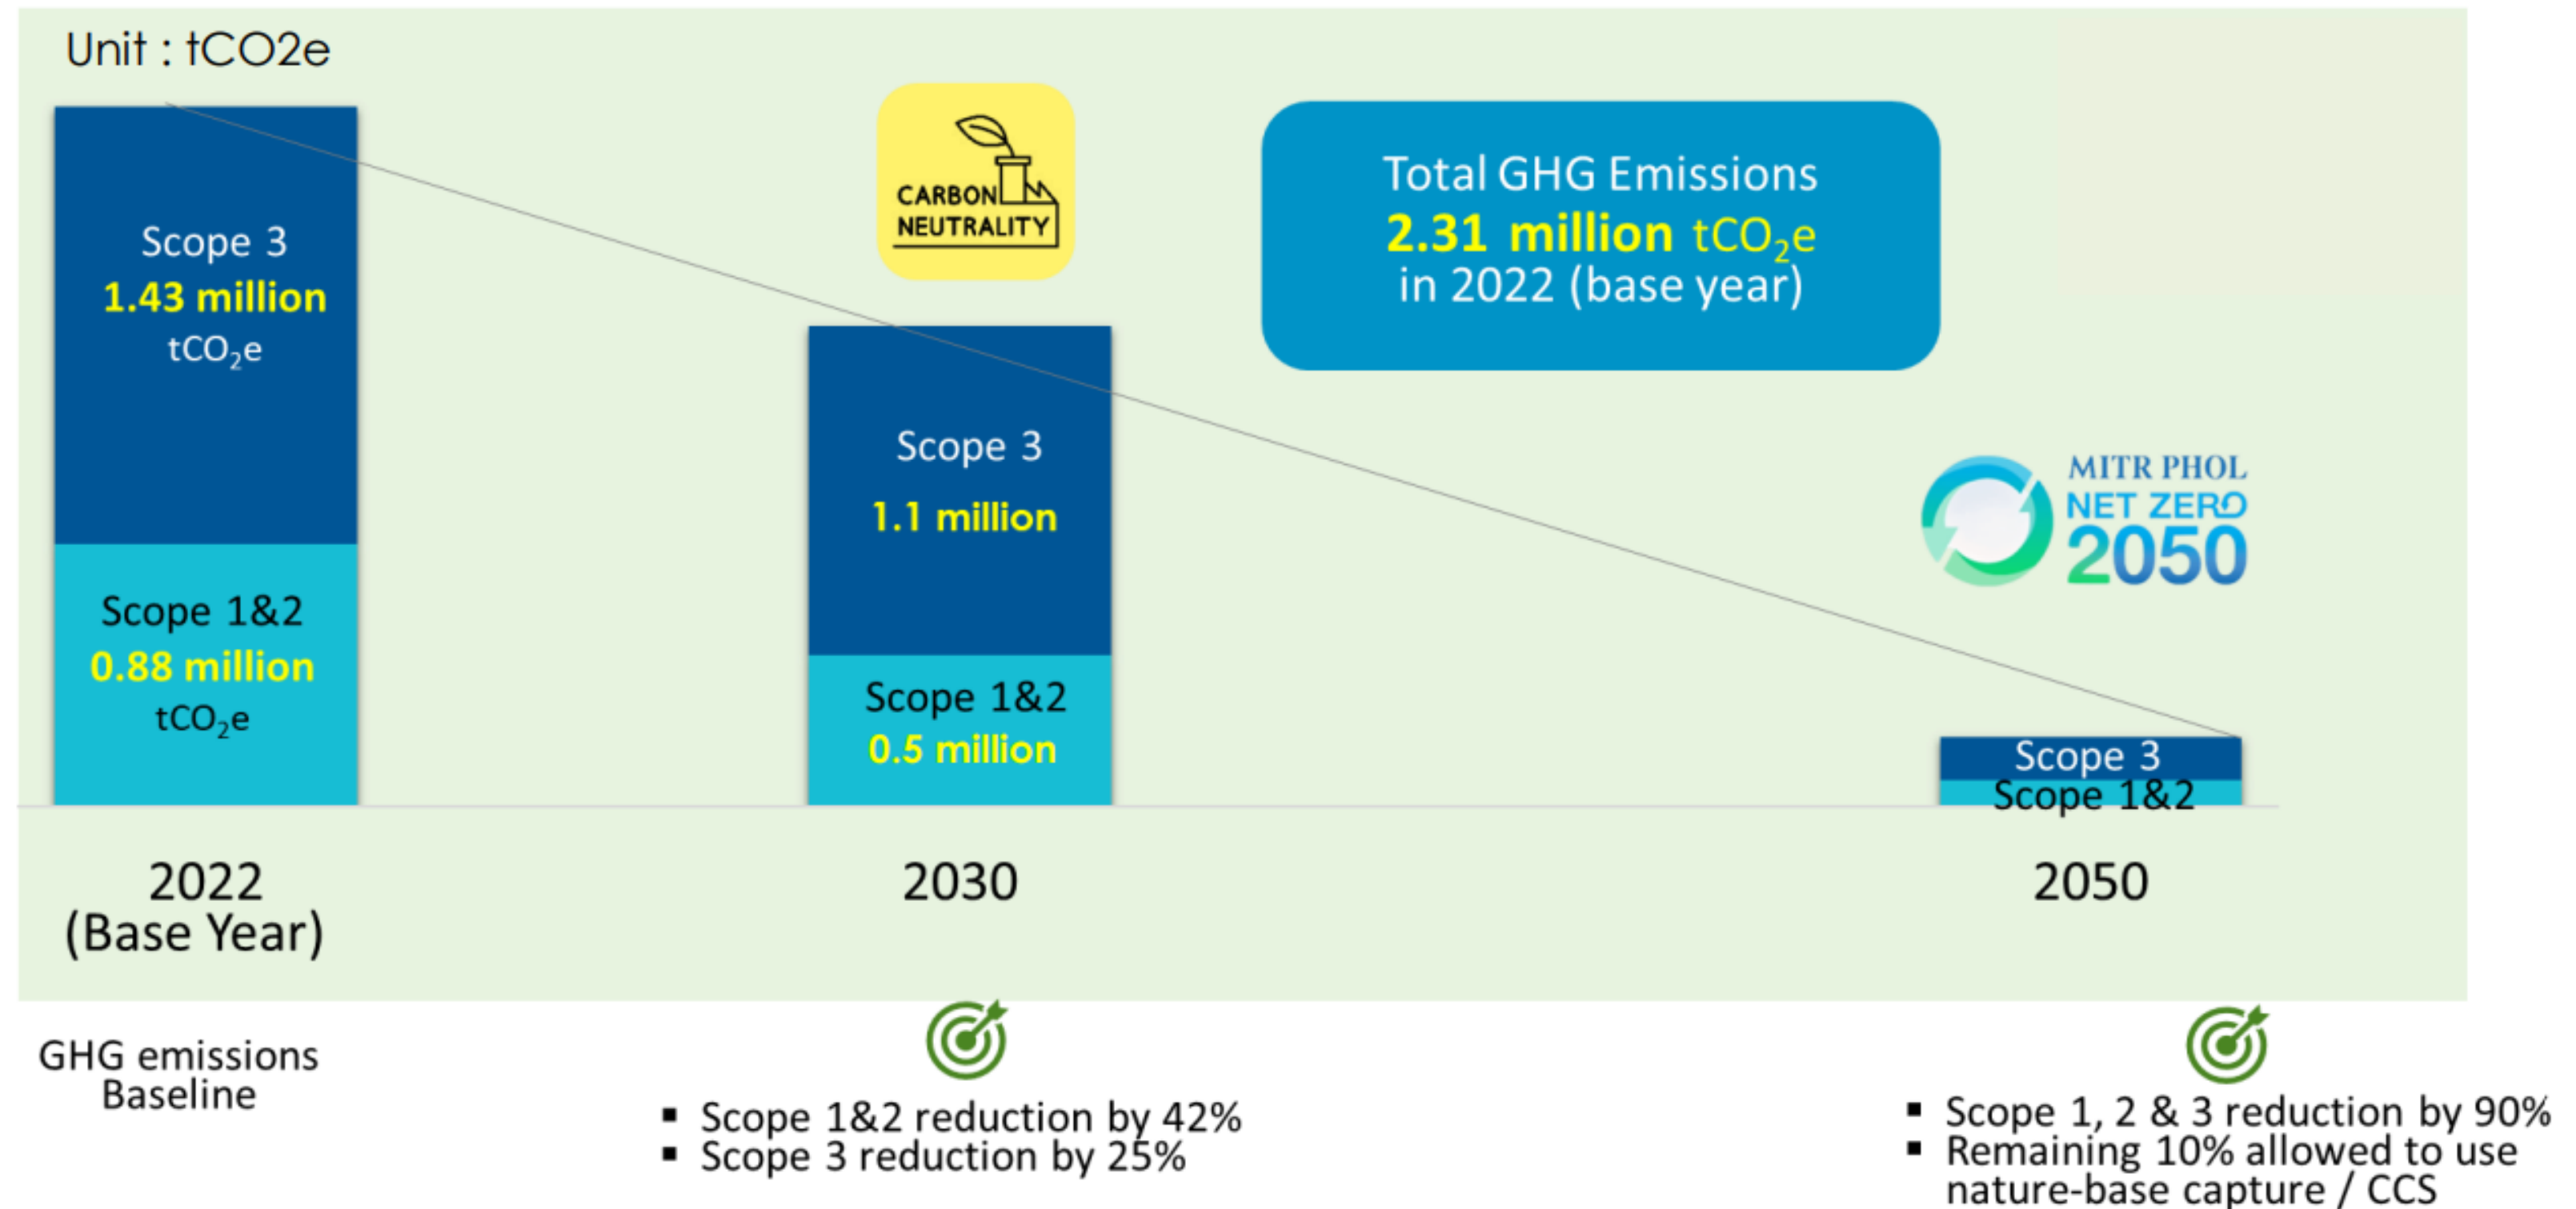 Unit : tCO2e
Scope 3
1.43 million
tCO₂e
Scope 1&2
0.88 million
tCO₂e
CARBON
NEUTRALITY
Scope 3
1.1 million
Scope 1&2
0.5 million
Total GHG Emissions
2.31 million tCO₂e
in 2022 (base year)
MITR PHOL
NET ZERO
2050
Scope 3
Scope 1&2
2022
(Base Year)
2030
2050
GHG emissions
Baseline
▪ Scope 1&2 reduction by 42%
▪ Scope 3 reduction by 25%
▪ Scope 1, 2 & 3 reduction by 90%
▪ Remaining 10% allowed to use
nature-base capture / CCS